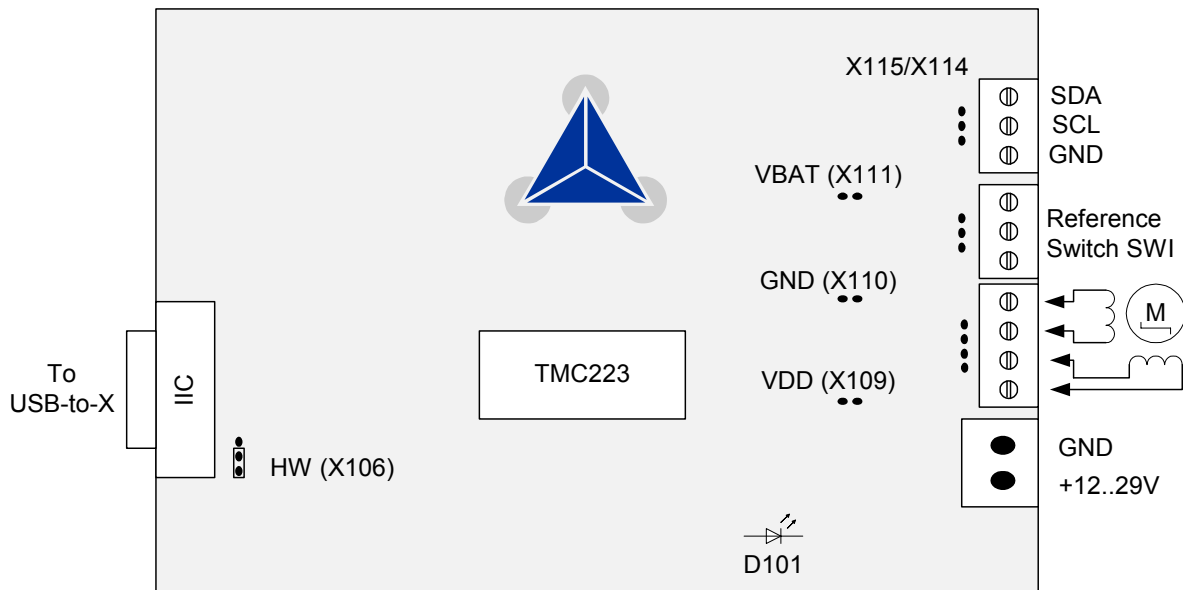 X115/X114
SDA
SCL
GND
VBAT (X111)
Reference
Switch SWI
GND (X110)
M
To
USB-to-X
IIC
TMC223
VDD (X109)
HW (X106)
GND
+12..29V
D101